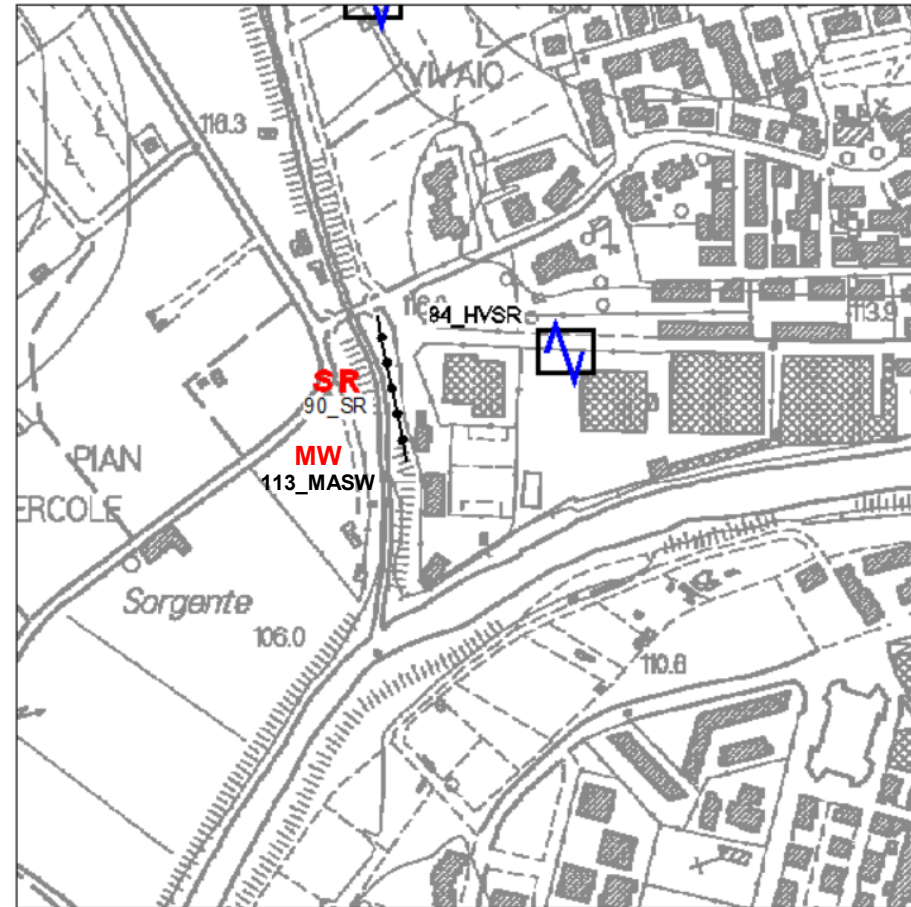 VIVAIO
116.3
84_HVSR
113.9
SR
90_SR
MW
113_MASW
PIAN
ERCOLE
Sorgente
106.0
110.6